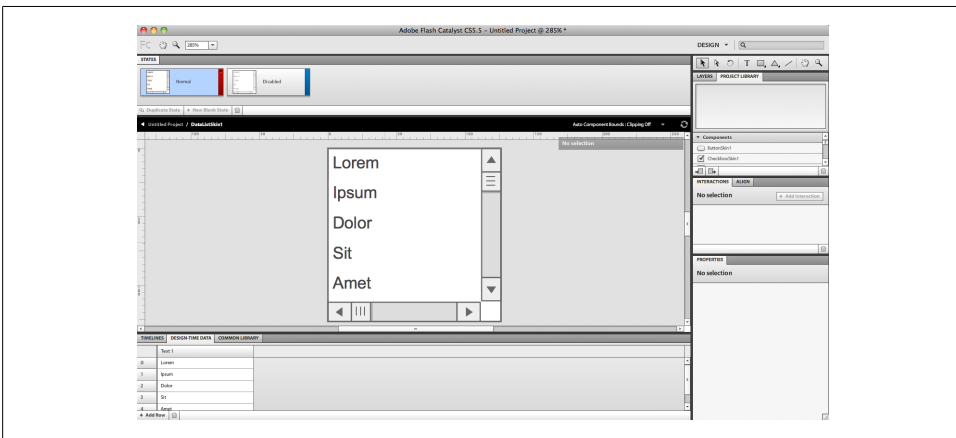 Adobe Flash Catalyst CS5.5 – Untitled Project @ 285% *
FC 285% DESIGN
STATES
Normal Disabled
LAYERS PROJECT LIBRARY
Duplicate State + New Blank State
Untitled Project / DataListSkin1 Auto Component Bounds : Clipping Off
No selection
Components
ButtonSkin1
CheckboxSkin1
INTERACTIONS ALIGN
No selection + Add Interaction
PROPERTIES
No selection
Lorem
Ipsum
Dolor
Sit
Amet
TIMELINES DESIGN-TIME DATA COMMON LIBRARY
Text 1
0 Lorem
1 Ipsum
2 Dolor
3 Sit
4 Amet
+ Add Row